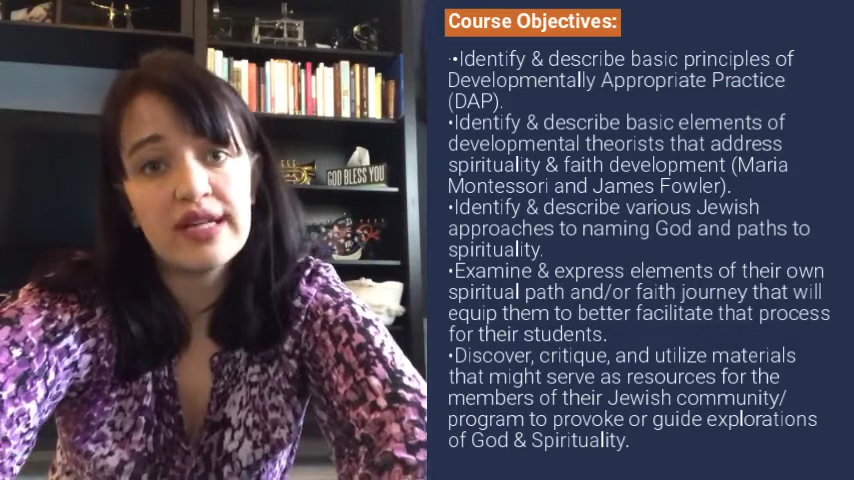 Course Objectives:
GOD BLESS YOU
·•Identify & describe basic principles of
Developmentally Appropriate Practice
(DAP).
•Identify & describe basic elements of
developmental theorists that address
spirituality & faith development (Maria
Montessori and James Fowler).
•Identify & describe various Jewish
approaches to naming God and paths to
spirituality.
•Examine & express elements of their own
spiritual path and/or faith journey that will
equip them to better facilitate that process
for their students.
•Discover, critique, and utilize materials
that might serve as resources for the
members of their Jewish community/
program to provoke or guide explorations
of God & Spirituality.